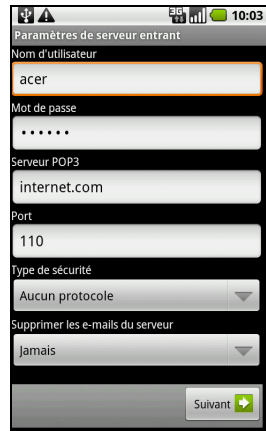 3G 10:03
Paramètres de serveur entrant
Nom d'utilisateur
acer
Mot de passe
••••••
Serveur POP3
internet.com
Port
110
Type de sécurité
Aucun protocole
Supprimer les e-mails du serveur
Jamais
Suivant